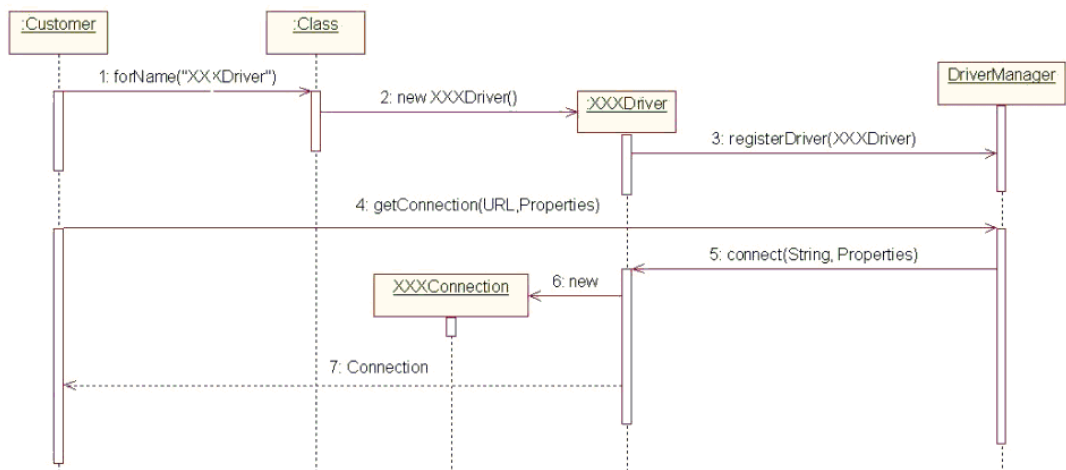 :Customer
:Class
1: forName("XXXDriver")
DriverManager
2: new XXXDriver()
:XXXDriver
3: registerDriver(XXXDriver)
4: getConnection(URL,Properties)
5: connect(String, Properties)
XXXConnection
6: new
7: Connection